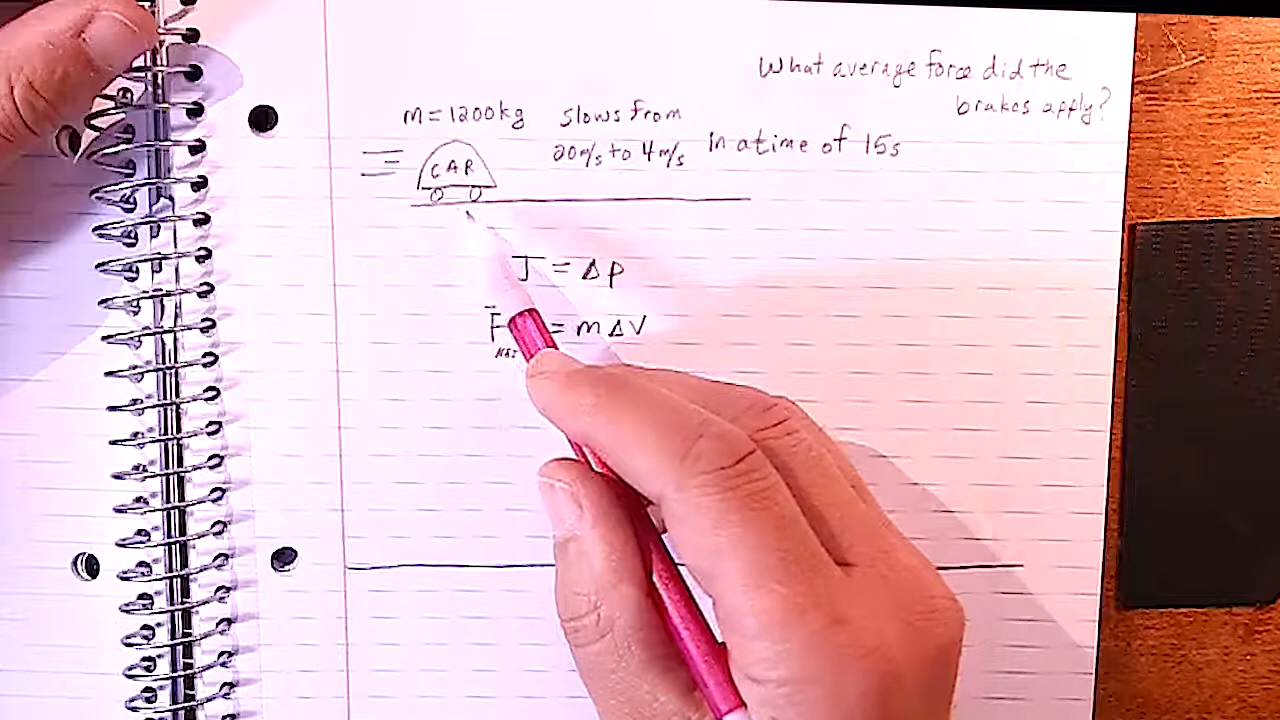 What average force did the
brakes apply?
m = 1200kg slows from
20m/s to 4m/s In a time of 15s
CAR
J = Δp
F = mΔV
NET